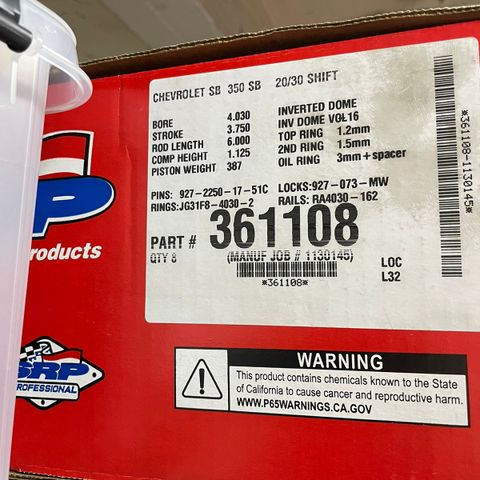 CHEVROLET SB 350 SB 20/30 SHIFT
BORE 4.030
STROKE 3.750
ROD LENGTH 6.000
COMP HEIGHT 1.125
PISTON WEIGHT 387
INVERTED DOME
INV DOME VOL-16
TOP RING 1.2mm
2ND RING 1.5mm
OIL RING 3mm+spacer
PINS: 927-2250-17-51C LOCKS:927-073-MW
RINGS:JG31F8-4030-2 RAILS: RA4030-162
PART # 361108
QTY 8 (MANUF JOB # 1130145)
*361108*
LOC
L32
*361108-1130145*
RP
roducts
SRP
PROFESSIONAL
WARNING
This product contains chemicals known to the State
of California to cause cancer and reproductive harm.
WWW.P65WARNINGS.CA.GOV